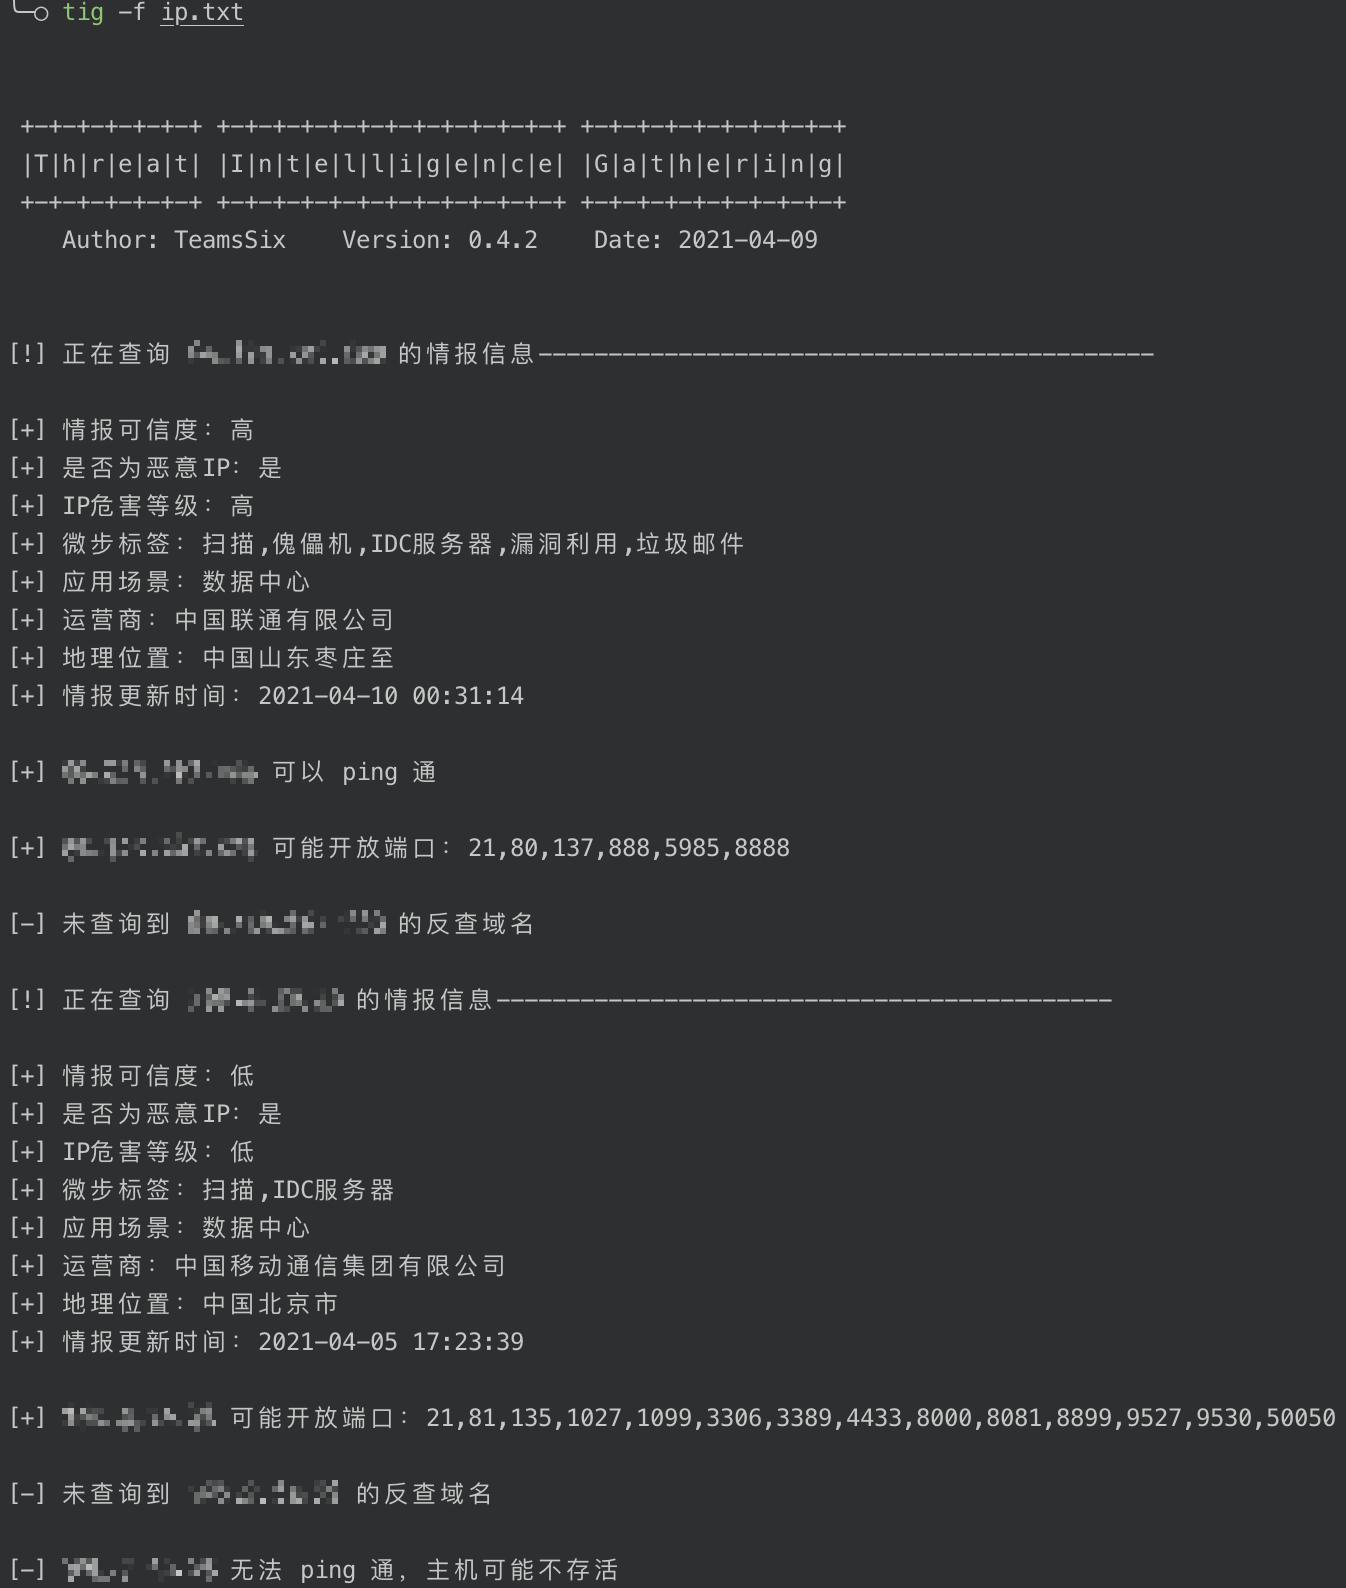 tig -f ip.txt
+-+-+-+-+-+-+ +-+-+-+-+-+-+-+-+-+-+-+-+ +-+-+-+-+-+-+-+-+-+
|T|h|r|e|a|t| |I|n|t|e|l|l|i|g|e|n|c|e| |G|a|t|h|e|r|i|n|g|
+-+-+-+-+-+-+ +-+-+-+-+-+-+-+-+-+-+-+-+ +-+-+-+-+-+-+-+-+-+
Author: TeamsSix    Version: 0.4.2    Date: 2021-04-09
[!] 正在查询 的情报信息--------------------------------------------
[+] 情报可信度：高
[+] 是否为恶意IP：是
[+] IP危害等级：高
[+] 微步标签：扫描,傀儡机,IDC服务器,漏洞利用,垃圾邮件
[+] 应用场景：数据中心
[+] 运营商：中国联通有限公司
[+] 地理位置：中国山东枣庄至
[+] 情报更新时间：2021-04-10 00:31:14
[+] 可以 ping 通
[+] 可能开放端口：21,80,137,888,5985,8888
[-] 未查询到 的反查域名
[!] 正在查询 的情报信息--------------------------------------------
[+] 情报可信度：低
[+] 是否为恶意IP：是
[+] IP危害等级：低
[+] 微步标签：扫描,IDC服务器
[+] 应用场景：数据中心
[+] 运营商：中国移动通信集团有限公司
[+] 地理位置：中国北京市
[+] 情报更新时间：2021-04-05 17:23:39
[+] 可能开放端口：21,81,135,1027,1099,3306,3389,4433,8000,8081,8899,9527,9530,50050
[-] 未查询到 的反查域名
[-] 无法 ping 通，主机可能不存活